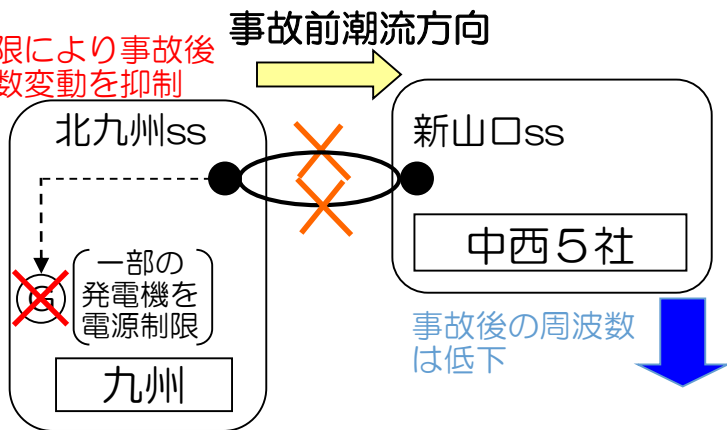 事故前潮流方向
限により事故後
数変動を抑制
北九州ss
新山口ss
中西5社
G
一部の
発電機を
電源制限
九州
事故後の周波数
は低下